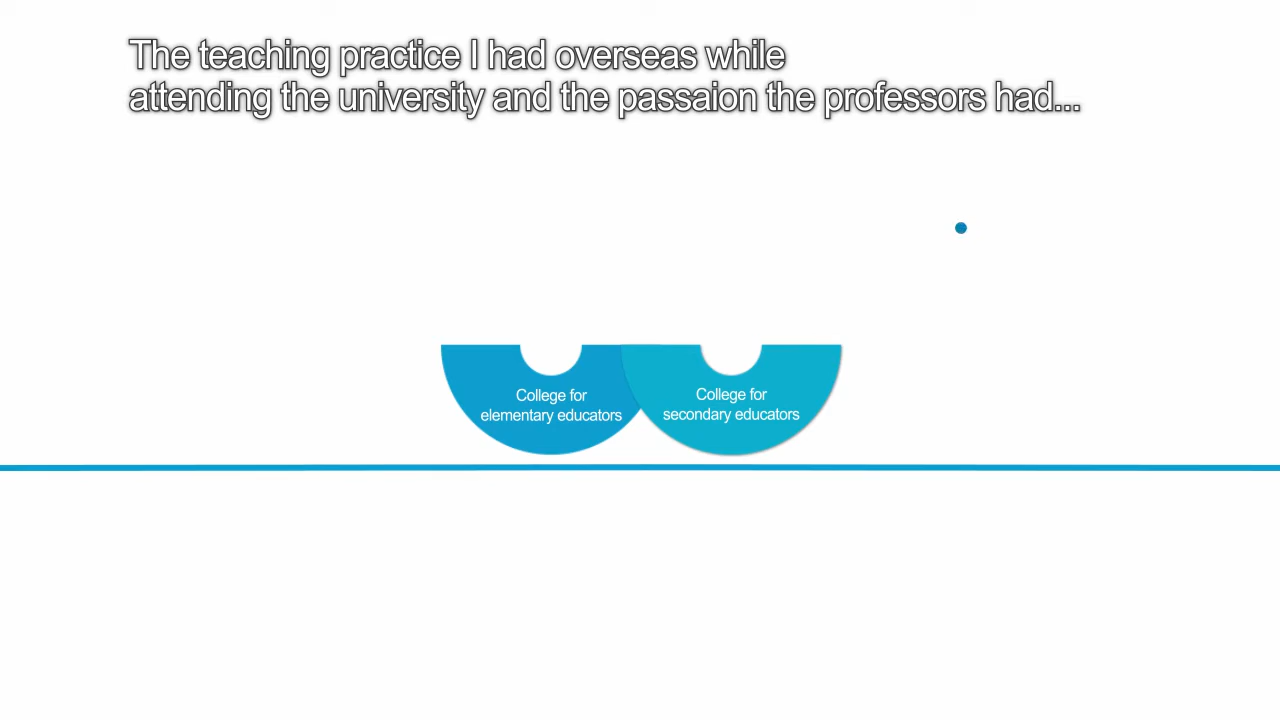 The teaching practice I had overseas while
attending the university and the passaion the professors had...
College for
elementary educators
College for
secondary educators